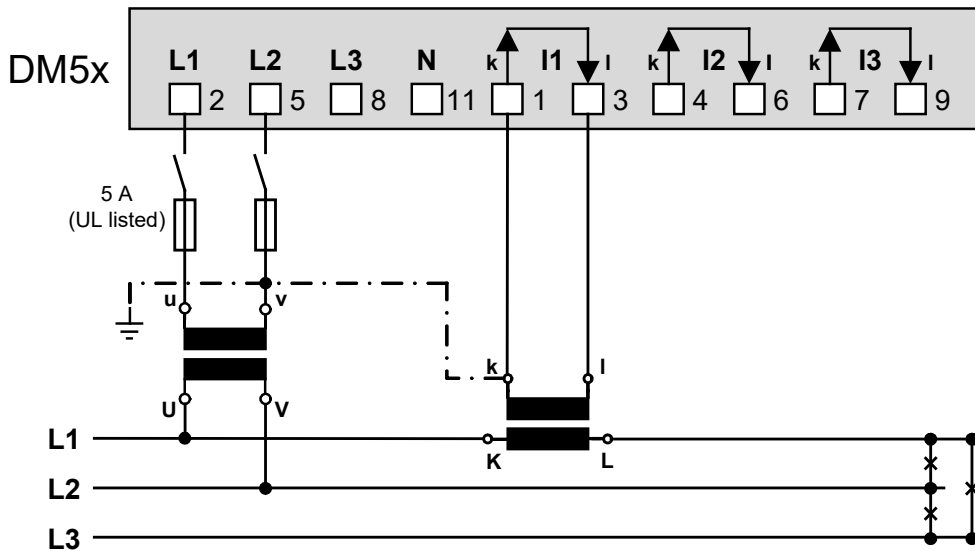 DM5x
L1 L2 L3 N k I1 l k I2 l k I3 l
2 5 8 11 1 3 4 6 7 9
5 A
(UL listed)
u v
k l
U V
L1
K L
L2
L3